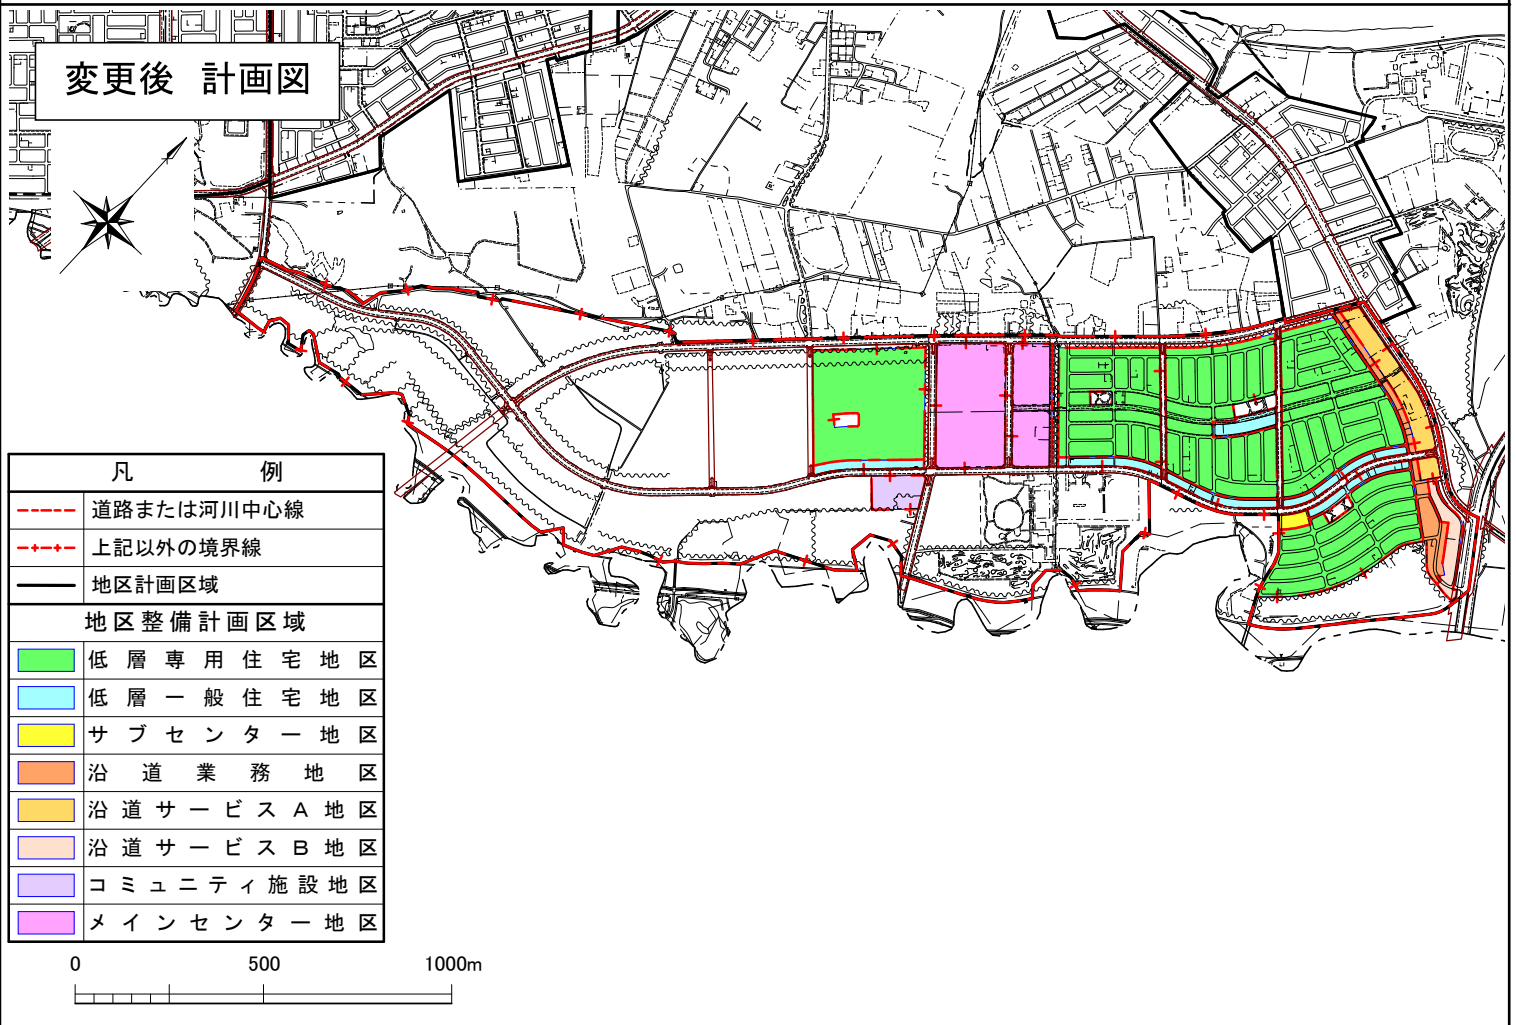 変更後 計画図
凡 例
道路または河川中心線
上記以外の境界線
地区計画区域
地区整備計画区域
低層専用住宅地区
低層一般住宅地区
サブセンター地区
沿道業務地区
沿道サービスA地区
沿道サービスB地区
コミュニティ施設地区
メインセンター地区
0 500 1000m